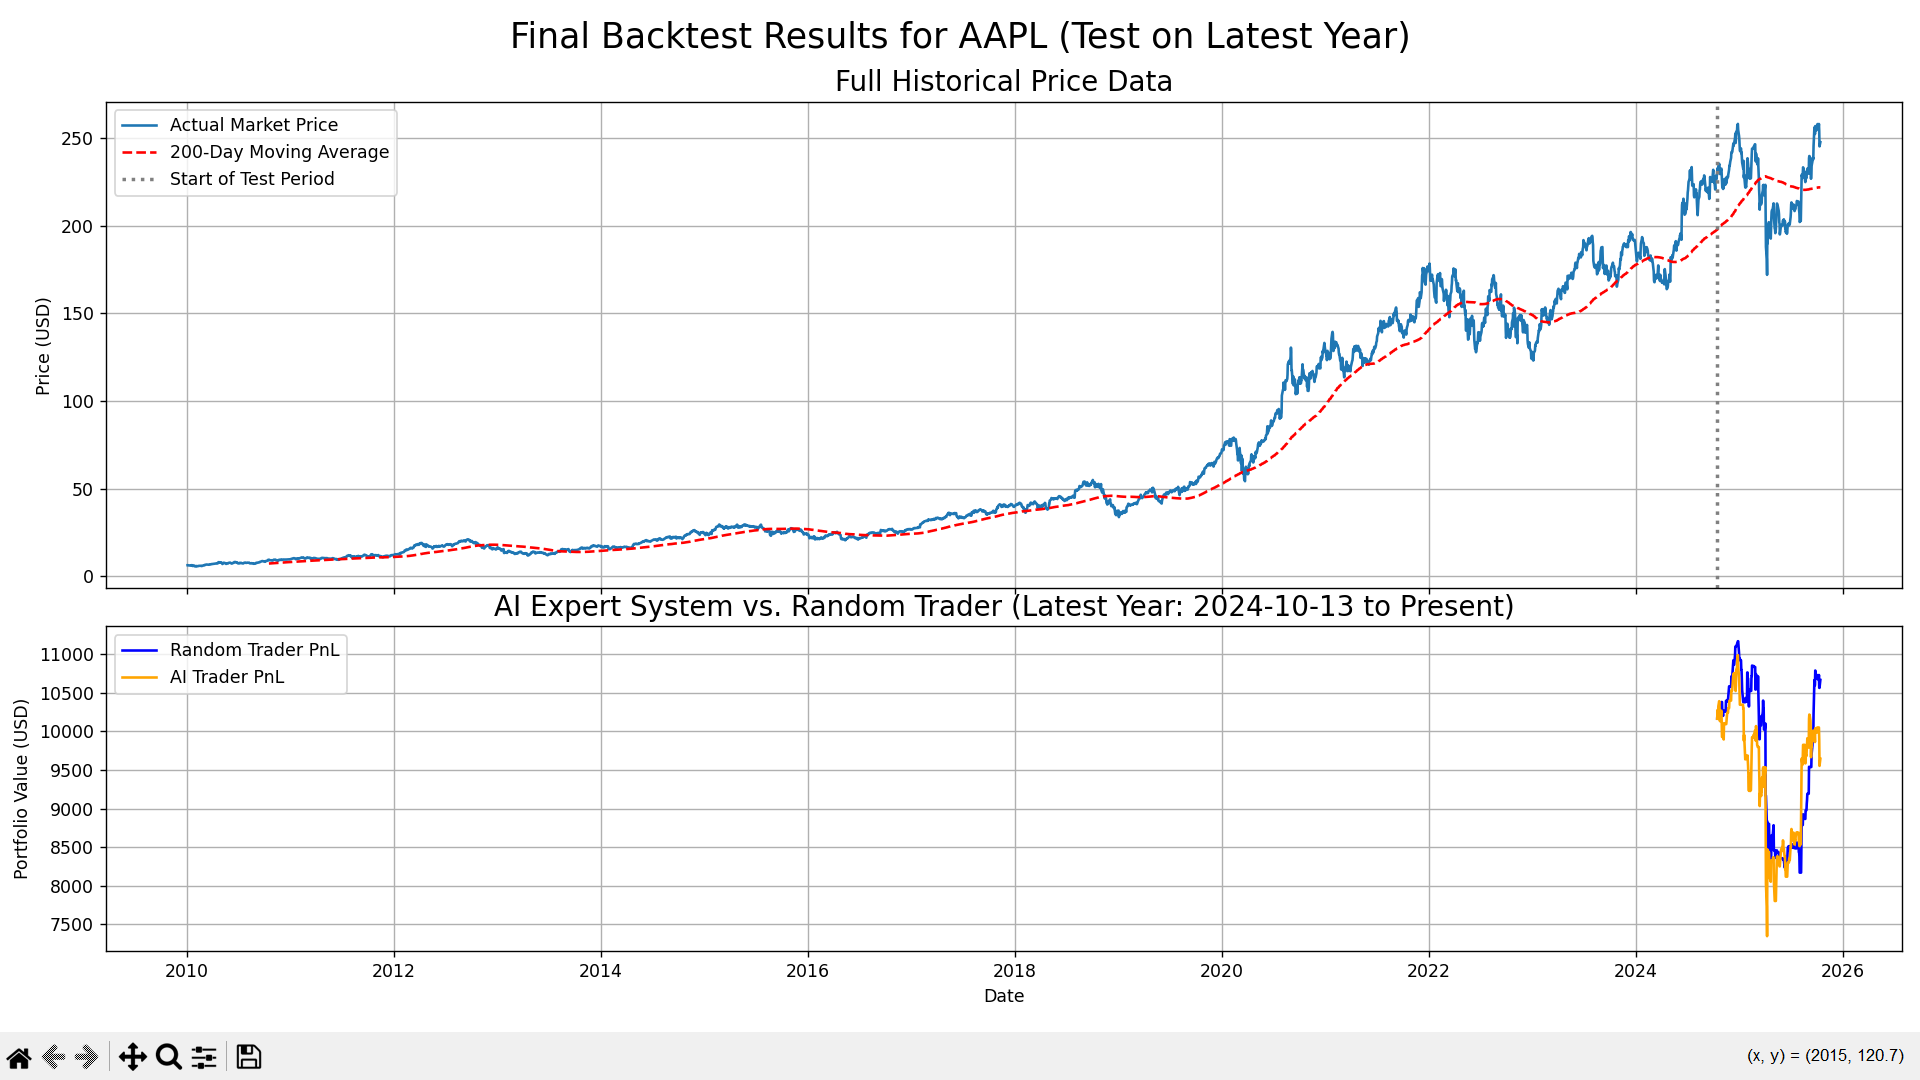 Final Backtest Results for AAPL (Test on Latest Year)
Full Historical Price Data
Actual Market Price
200-Day Moving Average
Start of Test Period
Price (USD)
250
200
150
100
50
0
AI Expert System vs. Random Trader (Latest Year: 2024-10-13 to Present)
Random Trader PnL
AI Trader PnL
Portfolio Value (USD)
11000
10500
10000
9500
9000
8500
8000
7500
2010 2012 2014 2016 2018 2020 2022 2024 2026
Date
(x, y) = (2015, 120.7)